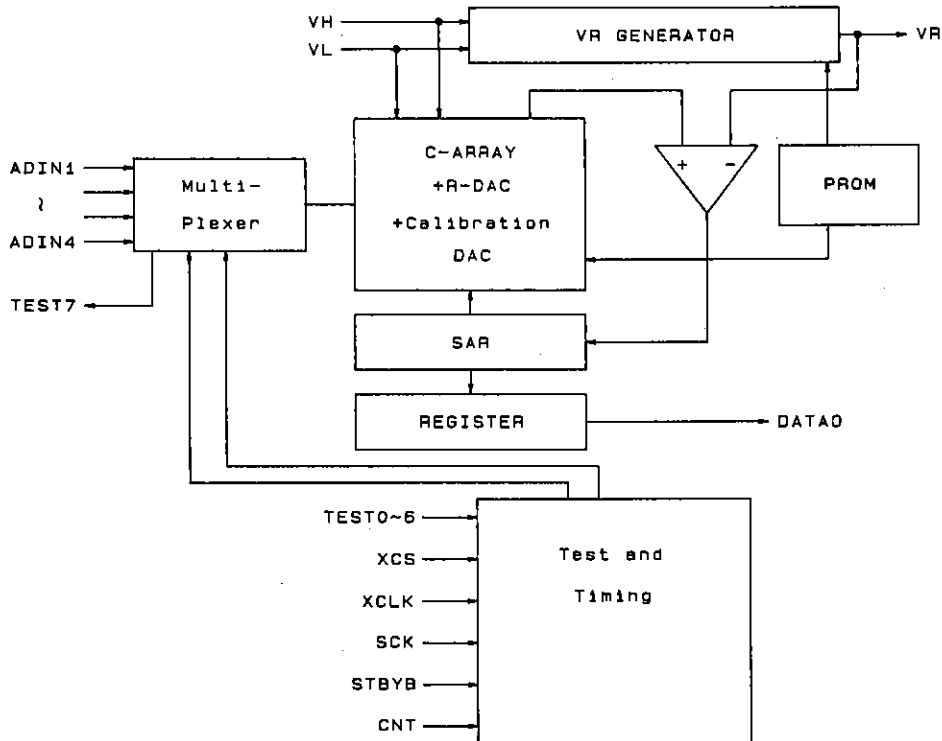 VH
VR GENERATOR
VR
VL
C-ARRAY
+R-DAC
+Calibration
DAC
+
-
PROM
ADIN1
≀
ADIN4
Multi-
Plexer
TEST7
SAR
REGISTER
DATAO
TEST0~6
XCS
XCLK
SCK
STBYB
CNT
Test and
Timing